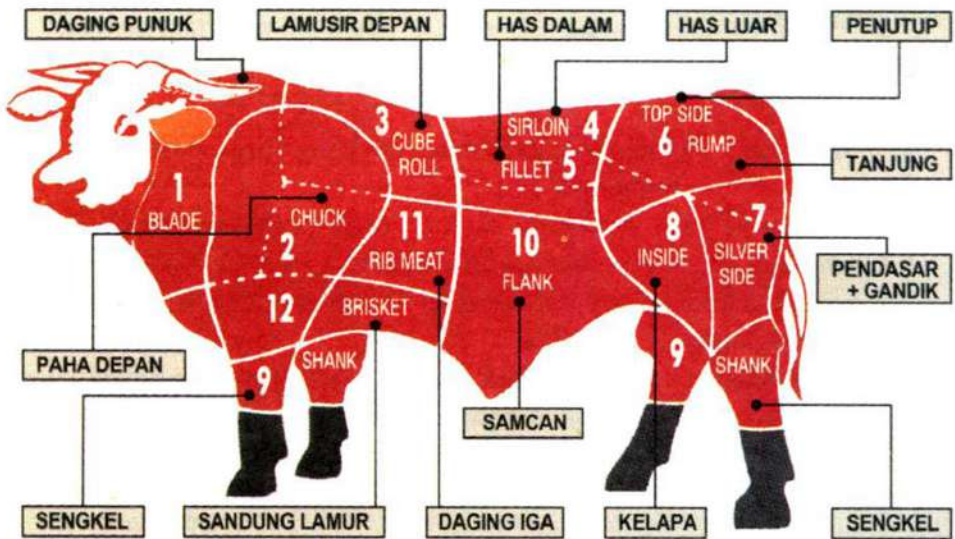 DAGING PUNUK
LAMUSIR DEPAN
HAS DALAM
HAS LUAR
PENUTUP
3
CUBE
ROLL
SIRLOIN 4
FILLET 5
TOP SIDE
6 RUMP
TANJUNG
1
BLADE
CHUCK
2
11
RIB MEAT
10
FLANK
8
INSIDE
7
SILVER
SIDE
PENDASAR
+ GANDIK
12
BRISKET
PAHA DEPAN
SHANK
9
9
SHANK
SAMCAN
SENGKEL
SANDUNG LAMUR
DAGING IGA
KELAPA
SENGKEL